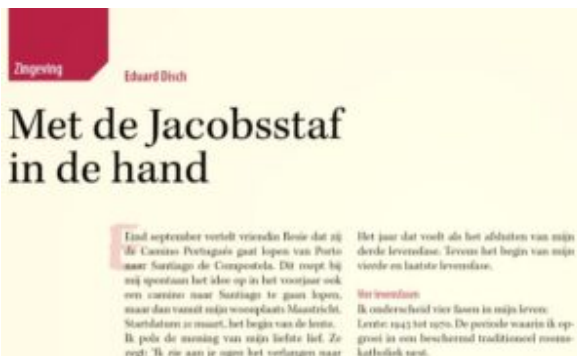 Zingeving
Eduard Disch
Met de Jacobsstaf
in de hand
Eind september vertelt vriendin Resie dat zij
de Camino Portugués gaat lopen van Porto
naar Santiago de Compostela. Dit roept bij
mij spontaan het idee op in het voorjaar ook
een camino naar Santiago te gaan lopen,
maar dan vanuit mijn woonplaats Maastricht.
Startdatum 21 maart, het begin van de lente.
Ik pols de mening van mijn liefste lief. Ze
zegt: 'Ik zie aan je ogen het verlangen naar
Het jaar dat voelt als het afsluiten van mijn
derde levensfase. Tevens het begin van mijn
vierde en laatste levensfase.
Vier levensfasen
Ik onderscheid vier fasen in mijn leven:
Lente: 1945 tot 1970. De periode waarin ik op-
groei in een beschermd traditioneel rooms-
katholiek nest.